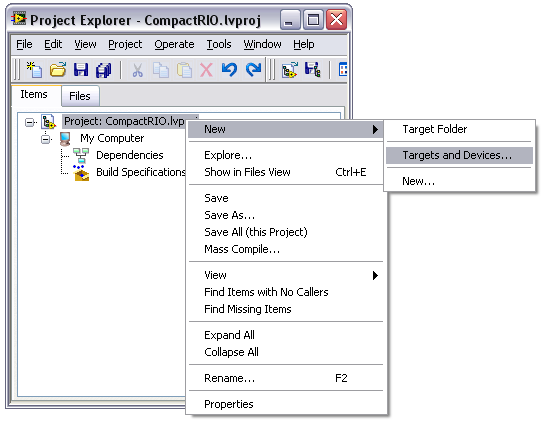 Project Explorer - CompactRIO.lvproj
File Edit View Project Operate Tools Window Help
Items Files
Project: CompactRIO.lvp
My Computer
Dependencies
Build Specifications
New
Explore...
Show in Files View Ctrl+E
Save
Save As...
Save All (this Project)
Mass Compile...
View
Find Items with No Callers
Find Missing Items
Expand All
Collapse All
Rename... F2
Properties
Target Folder
Targets and Devices...
New...